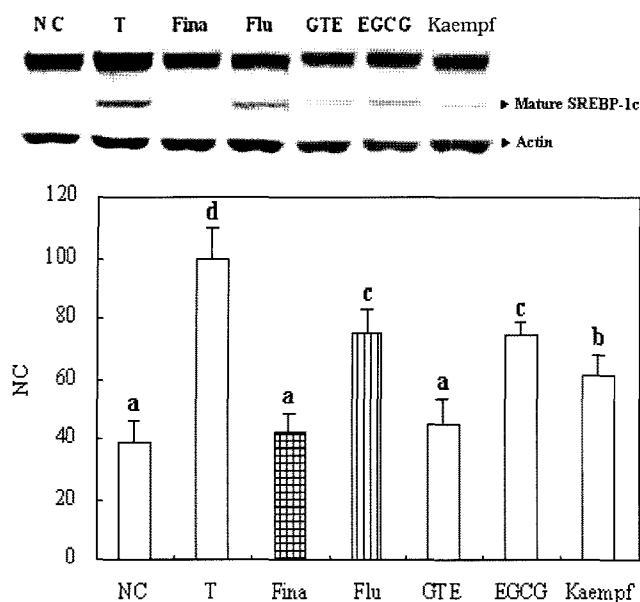 NC T Fina Flu GTE EGCG Kaempf
▸ Mature SREBP-1c
▸ Actin
120
100
80
60
40
20
0
NC
a
d
a
c
a
c
b
NC T Fina Flu GTE EGCG Kaempf